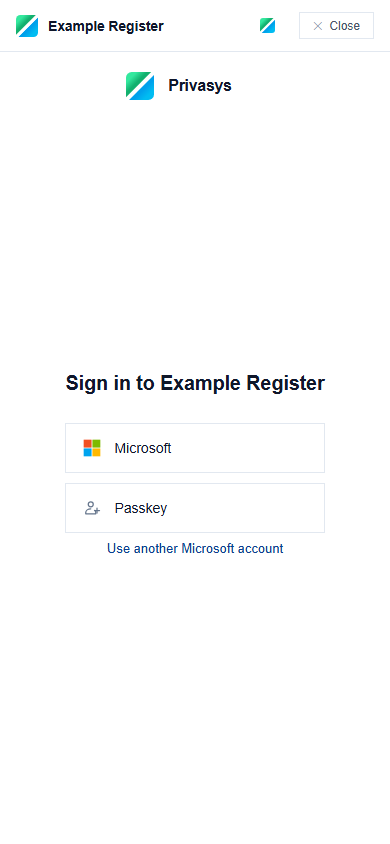 Example Register
Close
Privasys
Sign in to Example Register
Microsoft
Passkey
Use another Microsoft account